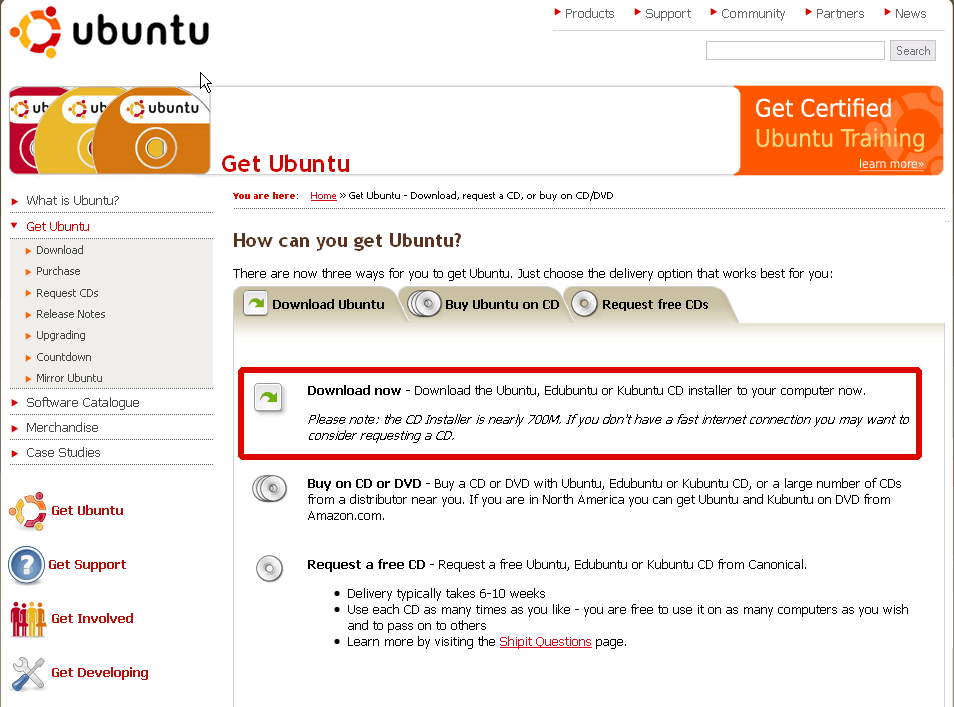 ubuntu
Products Support Community Partners News
Search
ub
ubuntu
Get Ubuntu
Get Certified
Ubuntu Training
learn more»
What is Ubuntu?
Get Ubuntu
Download
Purchase
Request CDs
Release Notes
Upgrading
Countdown
Mirror Ubuntu
Software Catalogue
Merchandise
Case Studies
Get Ubuntu
Get Support
Get Involved
Get Developing
You are here: Home » Get Ubuntu - Download, request a CD, or buy on CD/DVD
How can you get Ubuntu?
There are now three ways for you to get Ubuntu. Just choose the delivery option that works best for you:
Download Ubuntu Buy Ubuntu on CD Request free CDs
Download now - Download the Ubuntu, Edubuntu or Kubuntu CD installer to your computer now.
Please note: the CD Installer is nearly 700M. If you don't have a fast internet connection you may want to
consider requesting a CD.
Buy on CD or DVD - Buy a CD or DVD with Ubuntu, Edubuntu or Kubuntu CD, or a large number of CDs
from a distributor near you. If you are in North America you can get Ubuntu and Kubuntu on DVD from
Amazon.com.
Request a free CD - Request a free Ubuntu, Edubuntu or Kubuntu CD from Canonical.
• Delivery typically takes 6-10 weeks
• Use each CD as many times as you like - you are free to use it on as many computers as you wish
and to pass on to others
• Learn more by visiting the Shipit Questions page.